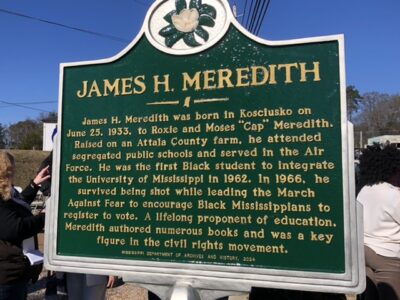 JAMES H. MEREDITH
James H. Meredith was born in Kosciusko on
June 25, 1933, to Roxie and Moses "Cap" Meredith.
Raised on an Attala County farm, he attended
segregated public schools and served in the Air
Force. He was the first Black student to integrate
the University of Mississippi in 1962. In 1966, he
survived being shot while leading the March
Against Fear to encourage Black Mississippians to
register to vote. A lifelong proponent of education,
Meredith authored numerous books and was a key
figure in the civil rights movement.
MISSISSIPPI DEPARTMENT OF ARCHIVES AND HISTORY, 2024